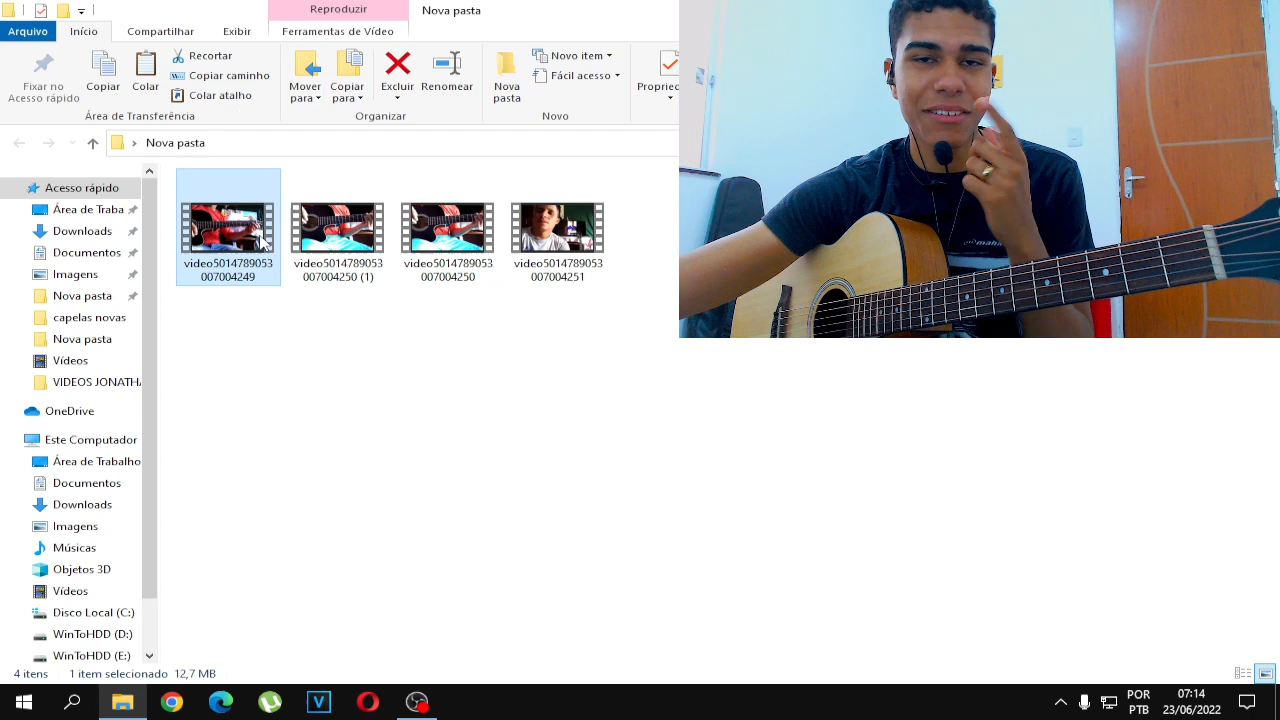 Reproduzir
Nova pasta
Arquivo
Início
Compartilhar
Exibir
Ferramentas de Vídeo
Fixar no
Acesso rápido
Copiar
Colar
Recortar
Copiar caminho
Colar atalho
Área de Transferência
Mover
para
Copiar
para
Excluir
Renomear
Organizar
Nova
pasta
Novo item
Fácil acesso
Novo
Propried
Nova pasta
Acesso rápido
Área de Traba
Dowloads
Documentos
Imagens
Nova pasta
capelas novas
Nova pasta
Vídeos
VIDEOS JONATHA
OneDrive
Este Computador
Área de Trabalho
Documentos
Downloads
Imagens
Músicas
Objetos 3D
Vídeos
Disco Local (C:)
WinToHDD (D:)
WinToHDD (E:)
video5014789053
007004249
video5014789053
007004250 (1)
video5014789053
007004250
video5014789053
007004251
4 itens
1 item selecionado 12,7 MB
POR
PTB
07:14
23/06/2022